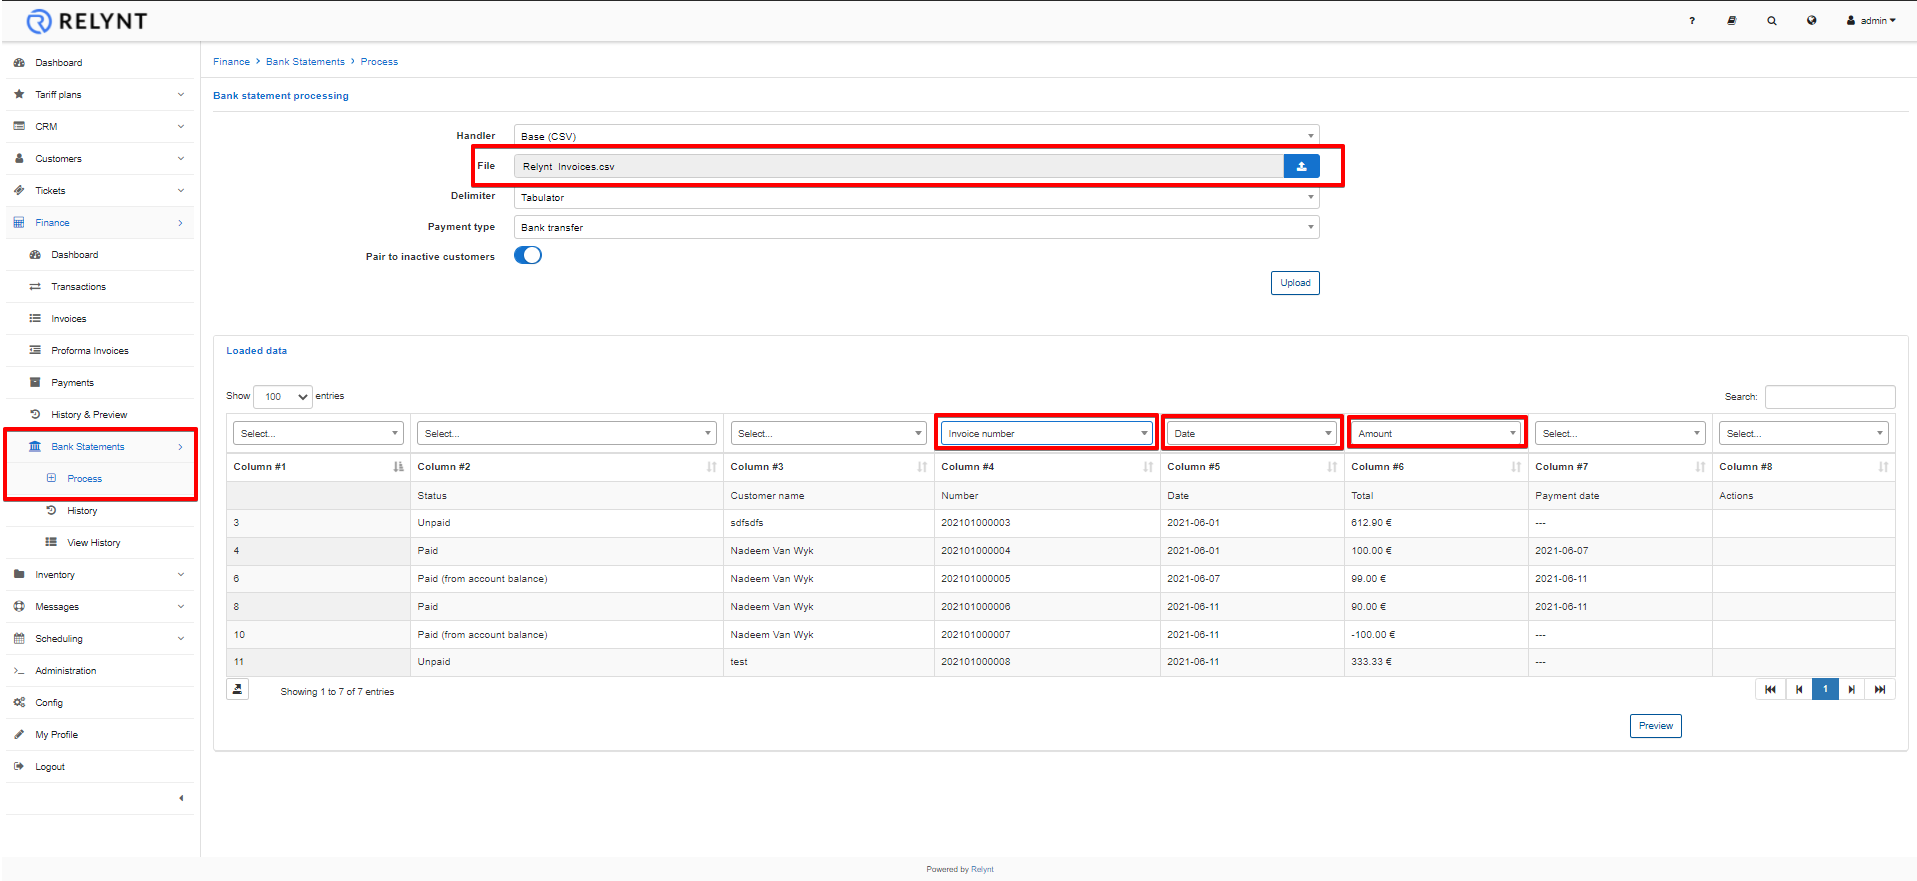 RELYNT
? admin
Dashboard
Tariff plans
CRM
Customers
Tickets
Finance
Dashboard
Transactions
Invoices
Proforma Invoices
Payments
History & Preview
Bank Statements
Process
History
View History
Inventory
Messages
Scheduling
Administration
Config
My Profile
Logout
Finance > Bank Statements > Process
Bank statement processing
Handler Base (CSV)
File Relynt Invoices.csv
Delimiter Tabulator
Payment type Bank transfer
Pair to inactive customers
Upload
Loaded data
Show 100 entries Search:
Select... Select... Select... Invoice number Date Amount Select... Select...
Column #1 Column #2 Column #3 Column #4 Column #5 Column #6 Column #7 Column #8
Status Customer name Number Date Total Payment date Actions
3 Unpaid sdfsdfs 202101000003 2021-06-01 612.90 € ---
4 Paid Nadeem Van Wyk 202101000004 2021-06-01 100.00 € 2021-06-07
6 Paid (from account balance) Nadeem Van Wyk 202101000005 2021-06-07 99.00 € 2021-06-11
8 Paid Nadeem Van Wyk 202101000006 2021-06-11 90.00 € 2021-06-11
10 Paid (from account balance) Nadeem Van Wyk 202101000007 2021-06-11 -100.00 € ---
11 Unpaid test 202101000008 2021-06-11 333.33 € ---
Showing 1 to 7 of 7 entries 1
Preview
Powered by Relynt